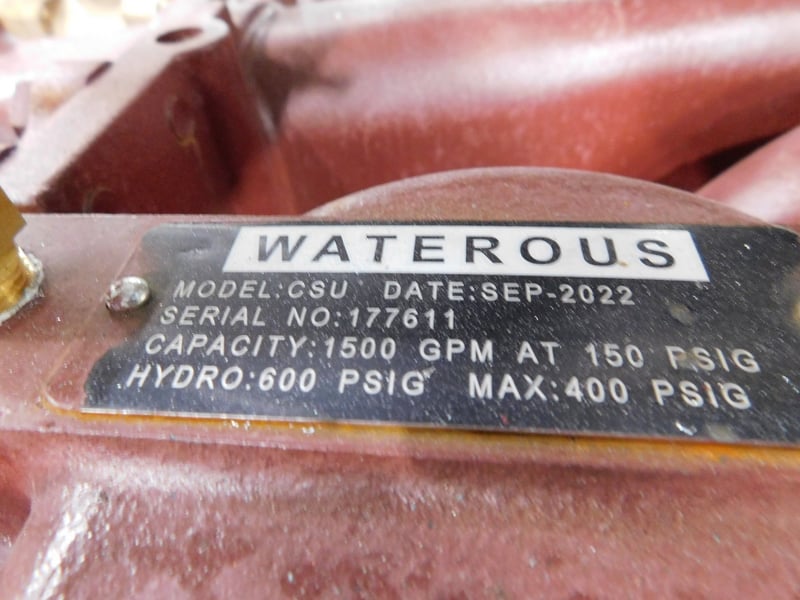 WATEROUS
MODEL:CSU DATE:SEP-2022
SERIAL NO:177611
CAPACITY:1500 GPM AT 150 PSIG
HYDRO:600 PSIG MAX:400 PSIG